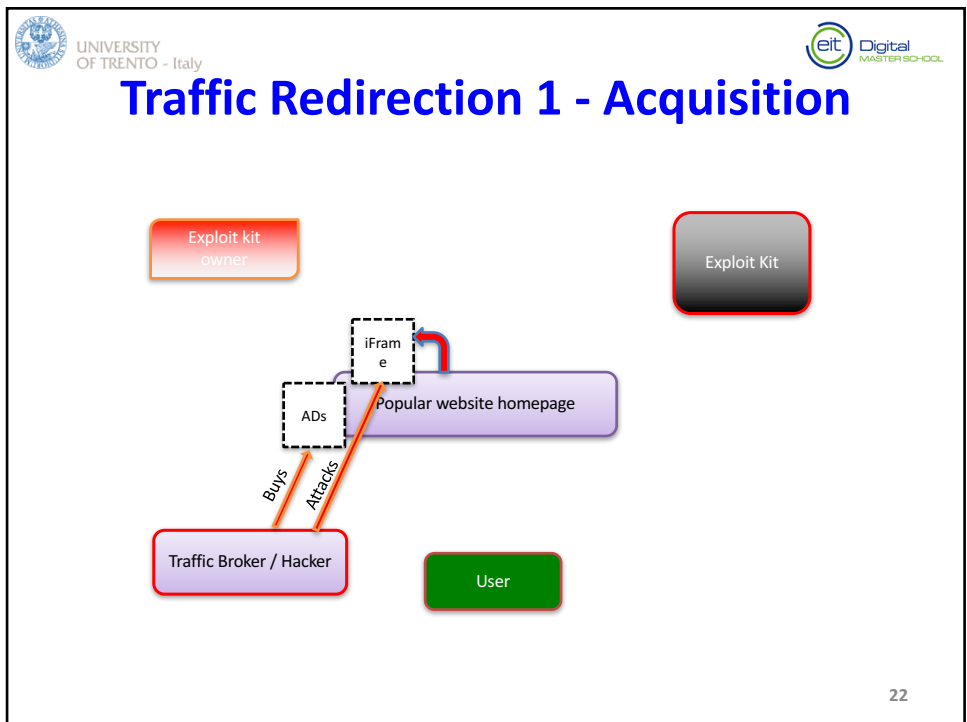 UNIVERSITY
OF TRENTO - Italy
eit Digital
MASTER SCHOOL
Traffic Redirection 1 - Acquisition
Exploit kit
owner
Exploit Kit
iFram
e
ADs
Popular website homepage
Buys
Attacks
Traffic Broker / Hacker
User
22